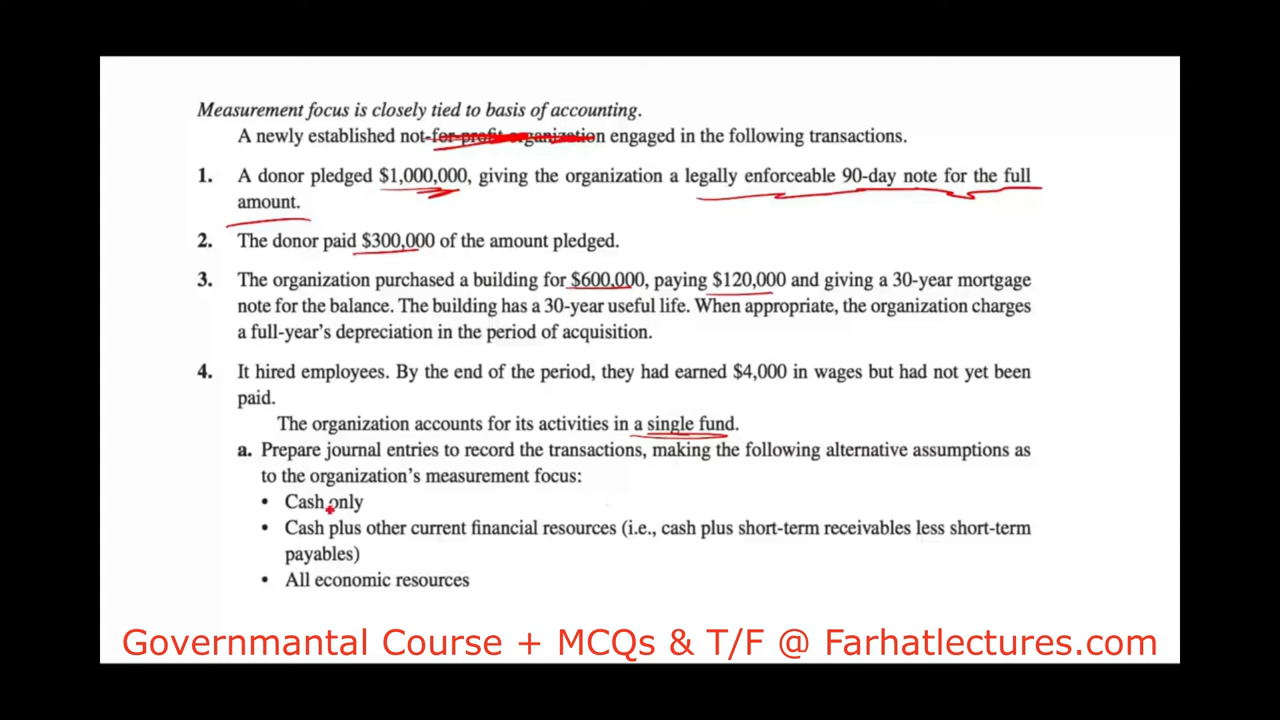 Measurement focus is closely tied to basis of accounting.
A newly established not-for-profit organization engaged in the following transactions.
1. A donor pledged $1,000,000, giving the organization a legally enforceable 90-day note for the full
amount.
2. The donor paid $300,000 of the amount pledged.
3. The organization purchased a building for $600,000, paying $120,000 and giving a 30-year mortgage
note for the balance. The building has a 30-year useful life. When appropriate, the organization charges
a full-year's depreciation in the period of acquisition.
4. It hired employees. By the end of the period, they had earned $4,000 in wages but had not yet been
paid.
The organization accounts for its activities in a single fund.
a. Prepare journal entries to record the transactions, making the following alternative assumptions as
to the organization's measurement focus:
• Cash only
• Cash plus other current financial resources (i.e., cash plus short-term receivables less short-term
payables)
• All economic resources
Governmantal Course + MCQs & T/F @ Farhatlectures.com